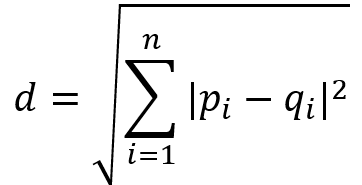 d = √(∑_{i=1}^{n} |p_i − q_i|²)